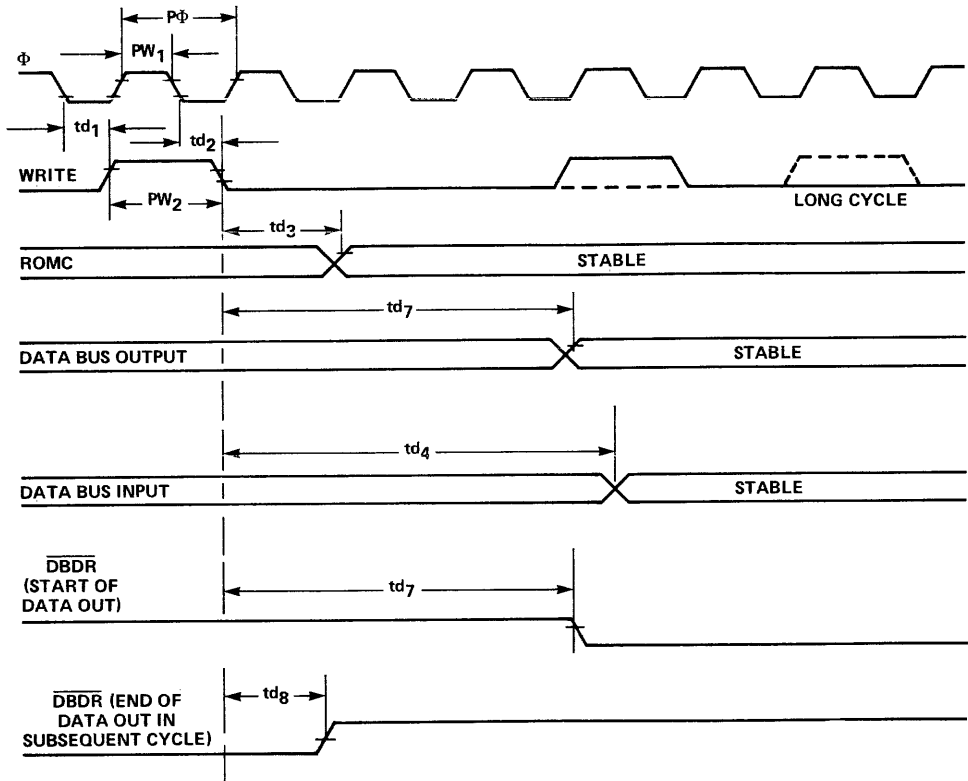 PΦ
Φ
PW1
td1
td2
WRITE
PW2
LONG CYCLE
td3
ROMC
STABLE
td7
DATA BUS OUTPUT
STABLE
td4
DATA BUS INPUT
STABLE
DBDR
(START OF
DATA OUT)
td7
DBDR (END OF
DATA OUT IN
SUBSEQUENT CYCLE)
td8